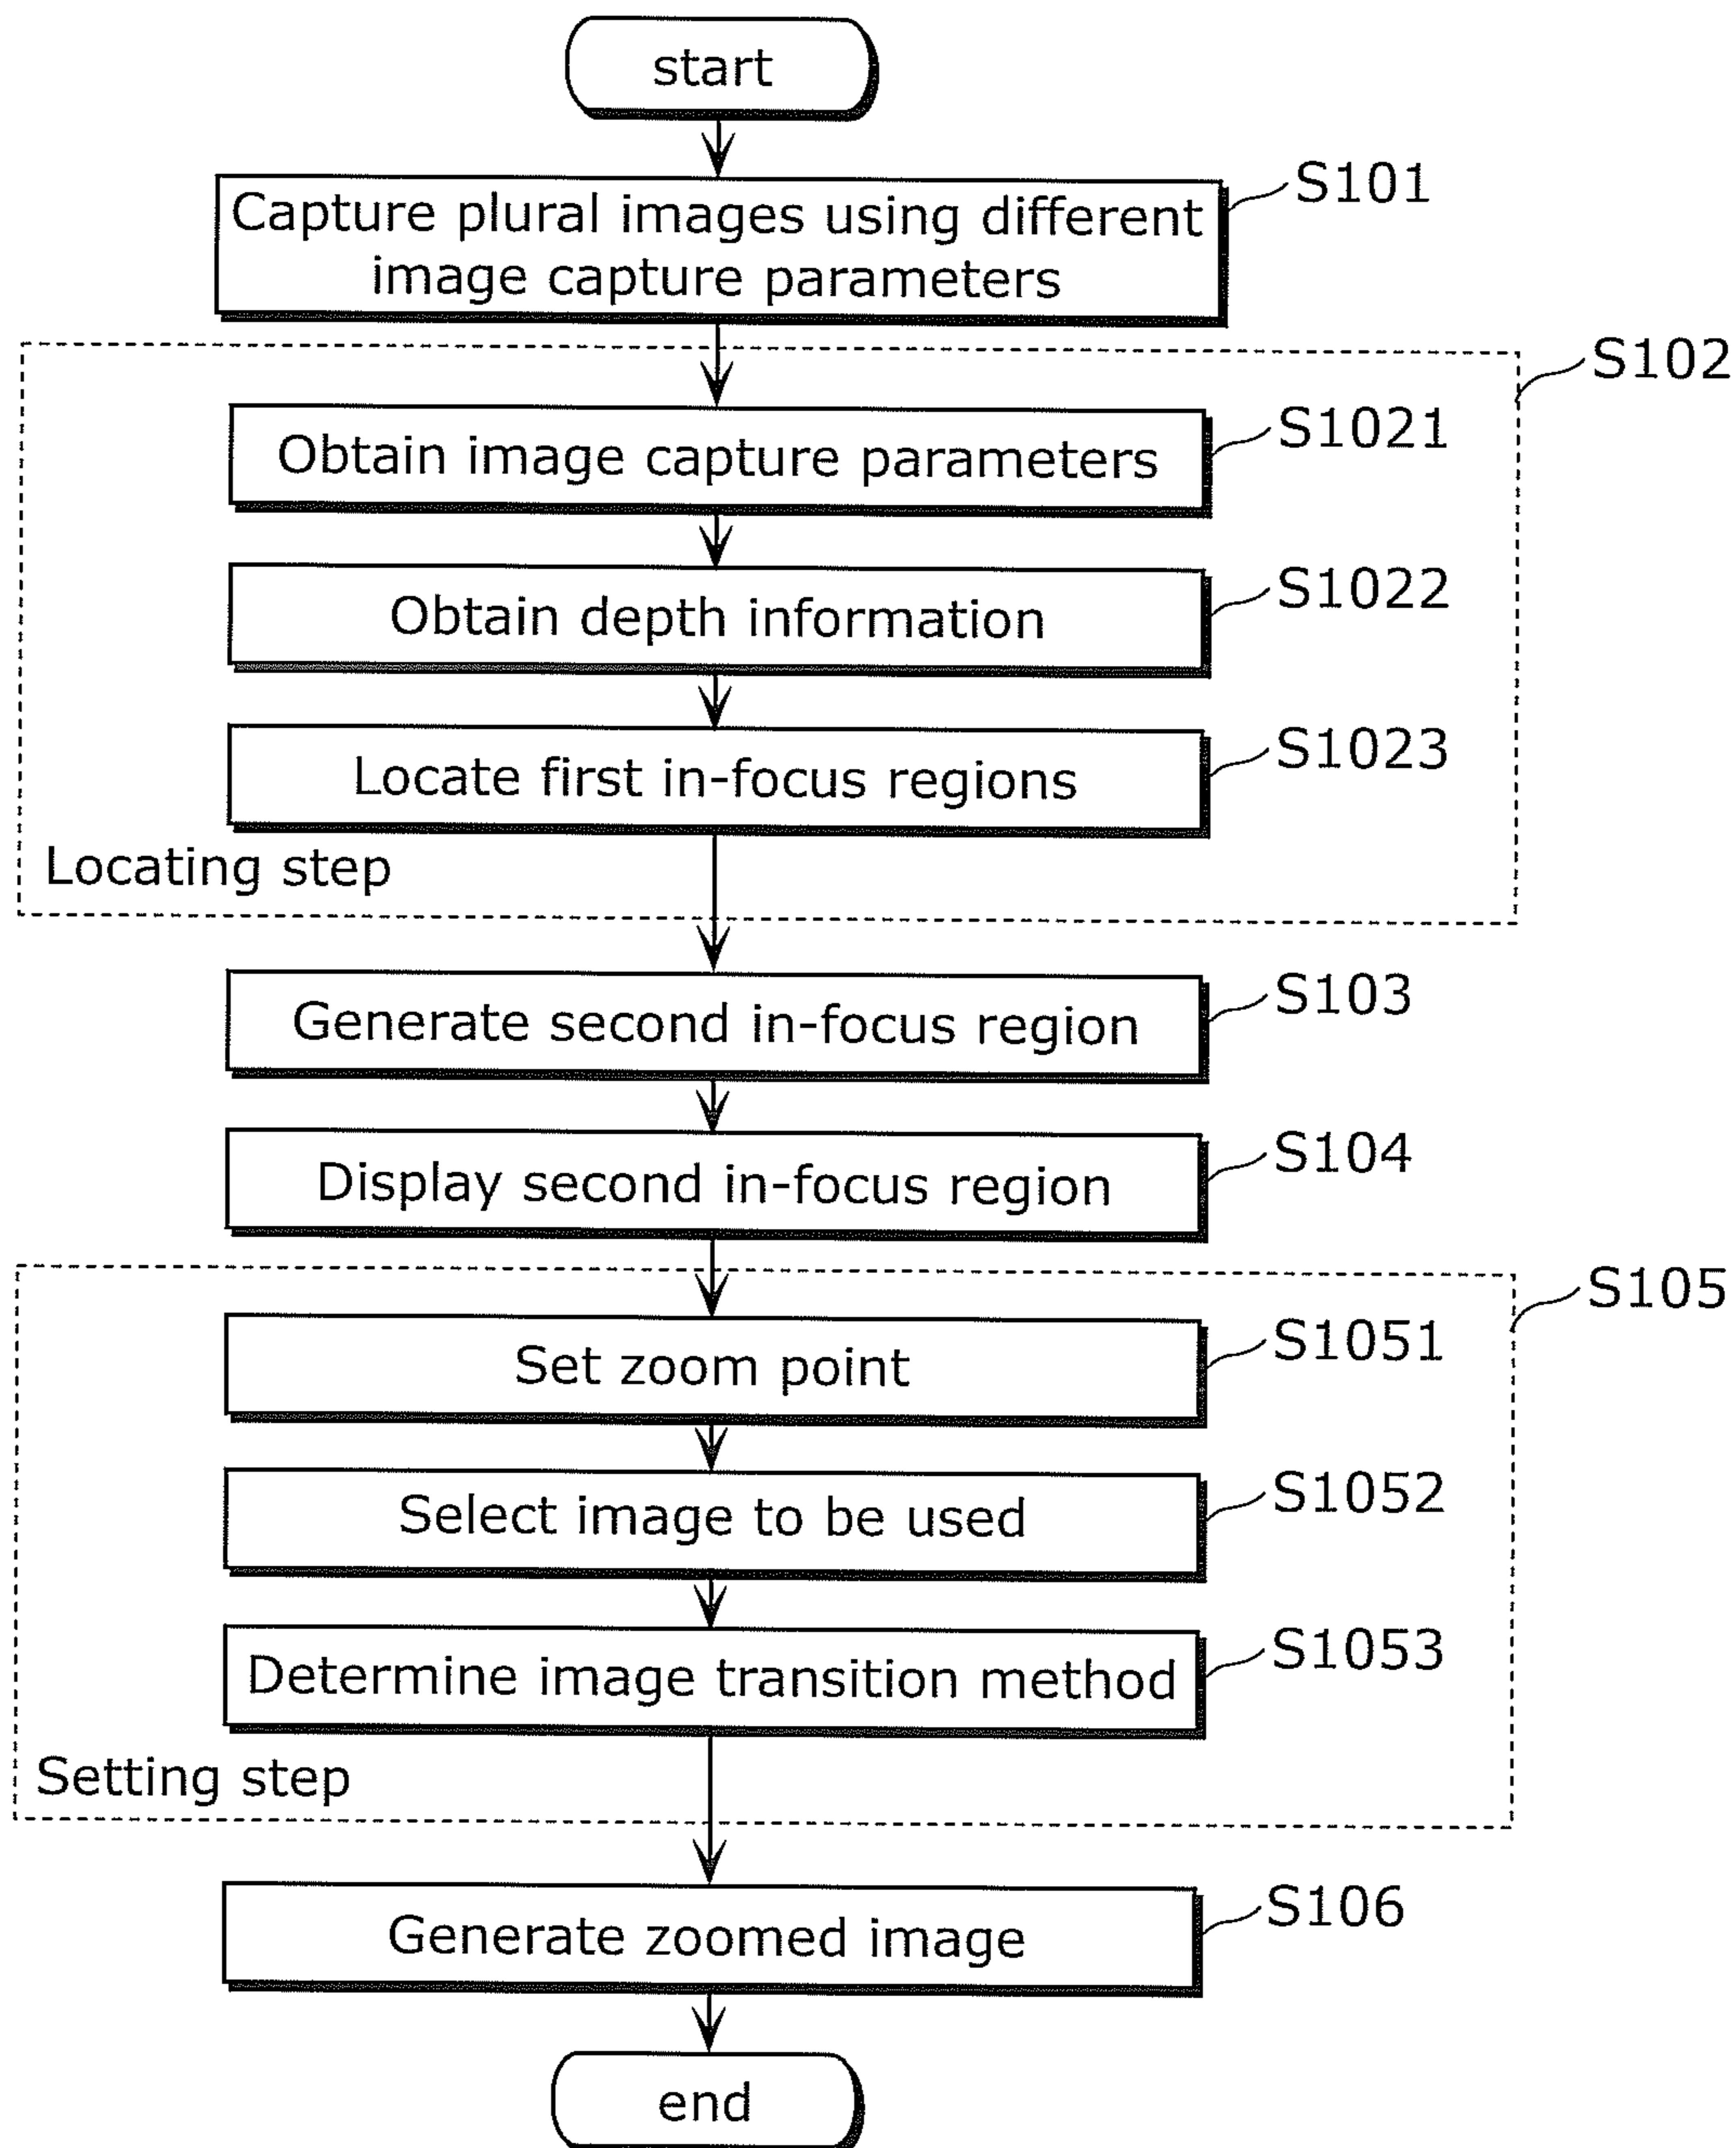 start
Capture plural images using different
image capture parameters
S101
S102
Obtain image capture parameters
S1021
Obtain depth information
S1022
Locate first in-focus regions
S1023
Locating step
Generate second in-focus region
S103
Display second in-focus region
S104
S105
Set zoom point
S1051
Select image to be used
S1052
Determine image transition method
S1053
Setting step
Generate zoomed image
S106
end